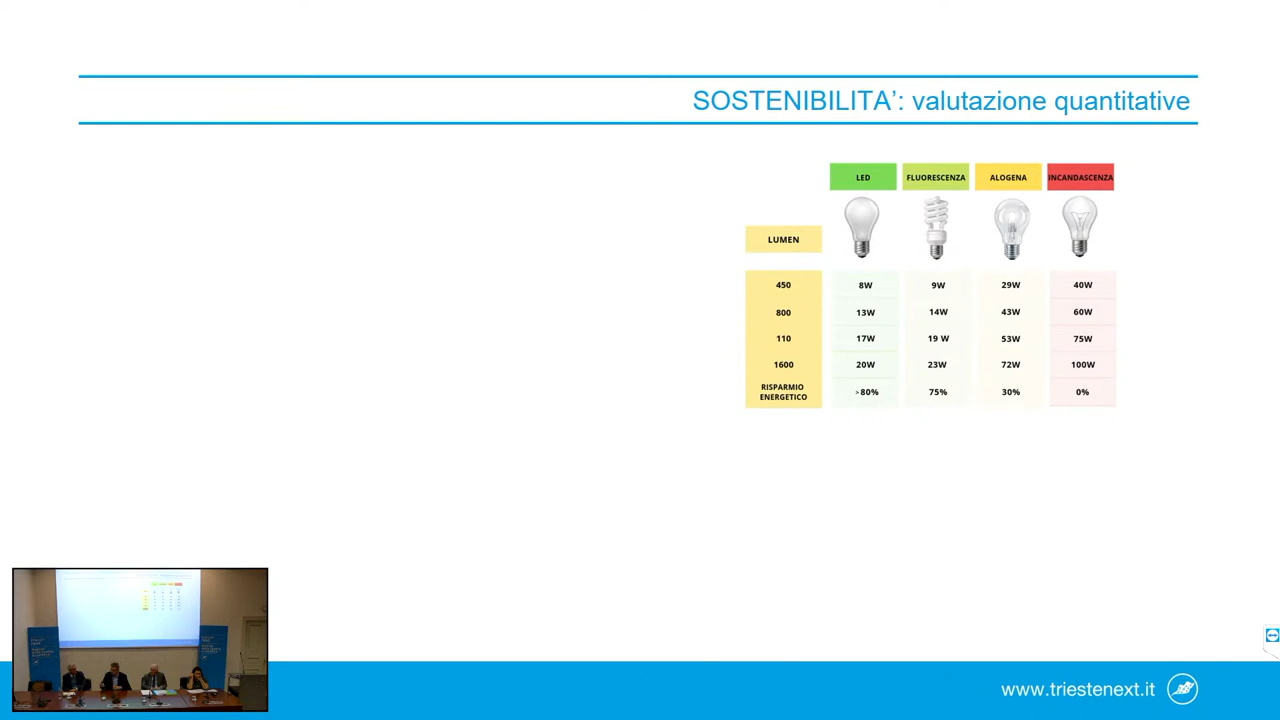 SOSTENIBILITA’: valutazione quantitative
LED FLUORESCENZA ALOGENA INCANDASCENZA
LUMEN
450 8W 9W 29W 40W
800 13W 14W 43W 60W
110 17W 19 W 53W 75W
1600 20W 23W 72W 100W
RISPARMIO
ENERGETICO >80% 75% 30% 0%
www.triestenext.it